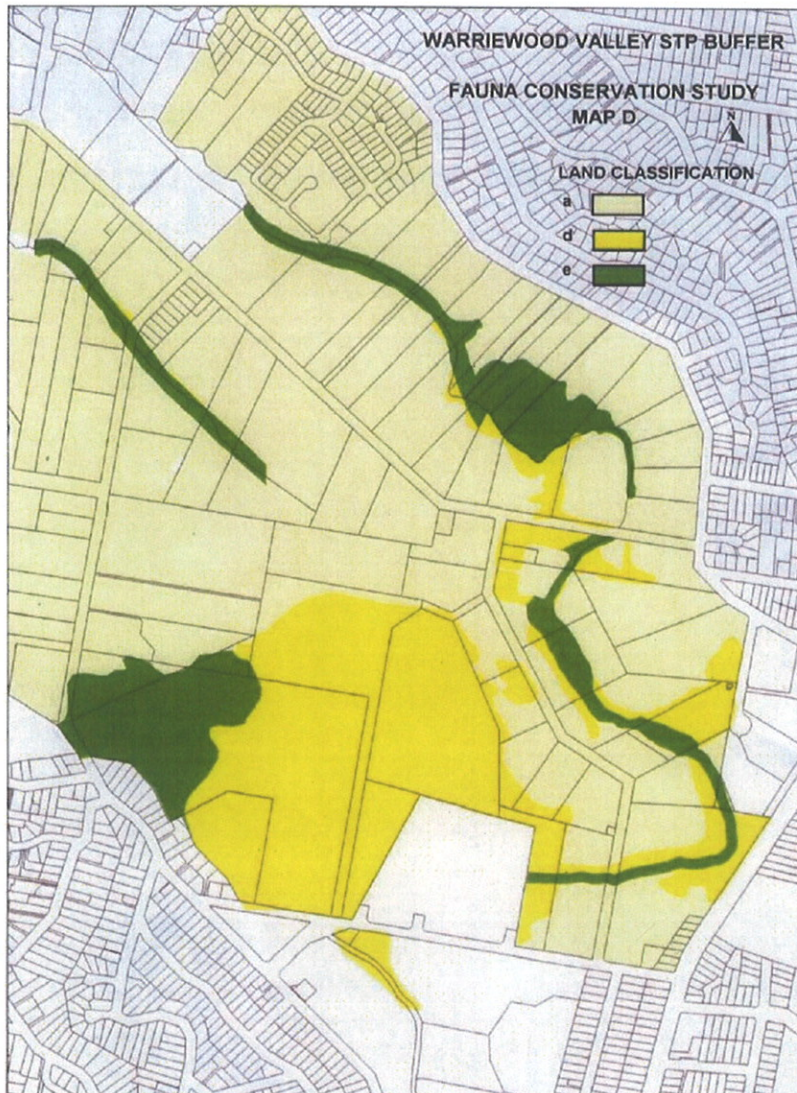 WARRIEWOOD VALLEY STP BUFFER
FAUNA CONSERVATION STUDY
MAP D
N
LAND CLASSIFICATION
a
d
e